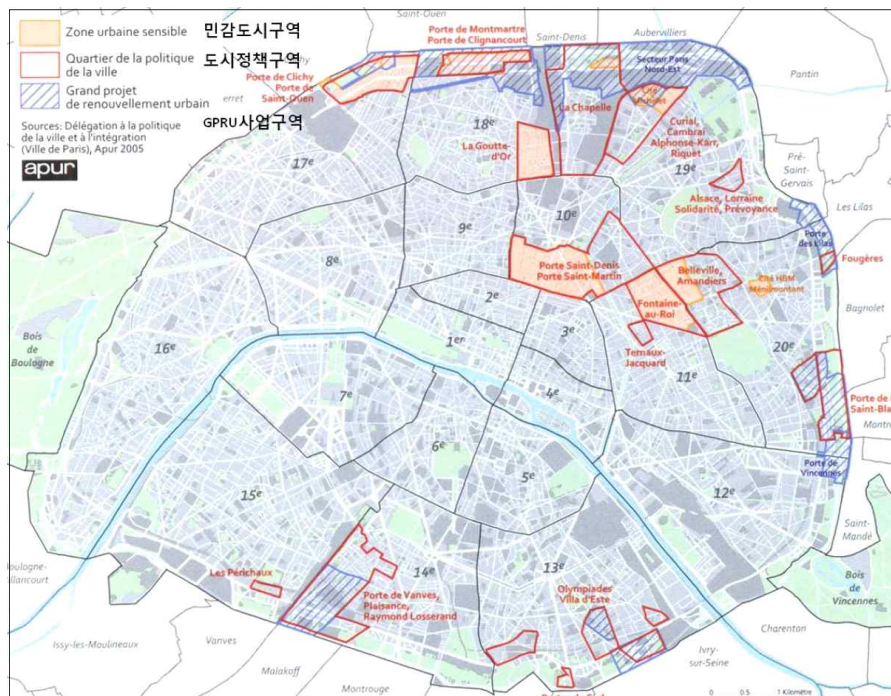 Zone urbaine sensible 민감도시구역
Quartier de la politique
de la ville 도시정책구역
Grand projet
de renouvellement urbain
GPRU사업구역
Sources: Délégation à la politique
de la ville et à l'intégration
(Ville de Paris), Apur 2005
apur
Saint-Ouen
Saint-Denis
Aubervilliers
Pantin
Porte de Montmartre
Porte de Clignancourt
Secteur Paris
Nord-Est
Porte de Clichy
Porte de
Saint-Ouen
La Chapelle
Curial,
Cambrai
Alphonse-Karr,
Riquet
La Goutte-
d'Or
17e
18e
19e
Pré-
Saint-
Gervais
Les Lilas
Alsace, Lorraine
Solidarité, Prévoyance
Porte
des Lilas
Fougères
10e
9e
8e
Porte Saint-Denis
Porte Saint-Martin
Belleville,
Amandiers
Cité HBM
Ménilmontant
Bagnolet
2e
Fontaine-
au-Roi
3e
1er
Bois
de
Boulogne
16e
Ternaux-
Jacquard
20e
11e
7e
4e
Porte de
Saint-Bla
Montr
6e
5e
Porte de
Vincennes
12e
15e
Saint-
Mandé
Les Périchaux
14e
13e
Porte de Vanves,
Plaisance,
Raymond Losserand
Olympiades
Villa d'Este
Bois
de
Vincennes
Charenton
Ivry-
sur-Seine
Issy-les-Moulineaux
Vanves
Malakoff
Montrouge
0.5 1 Kilomètre